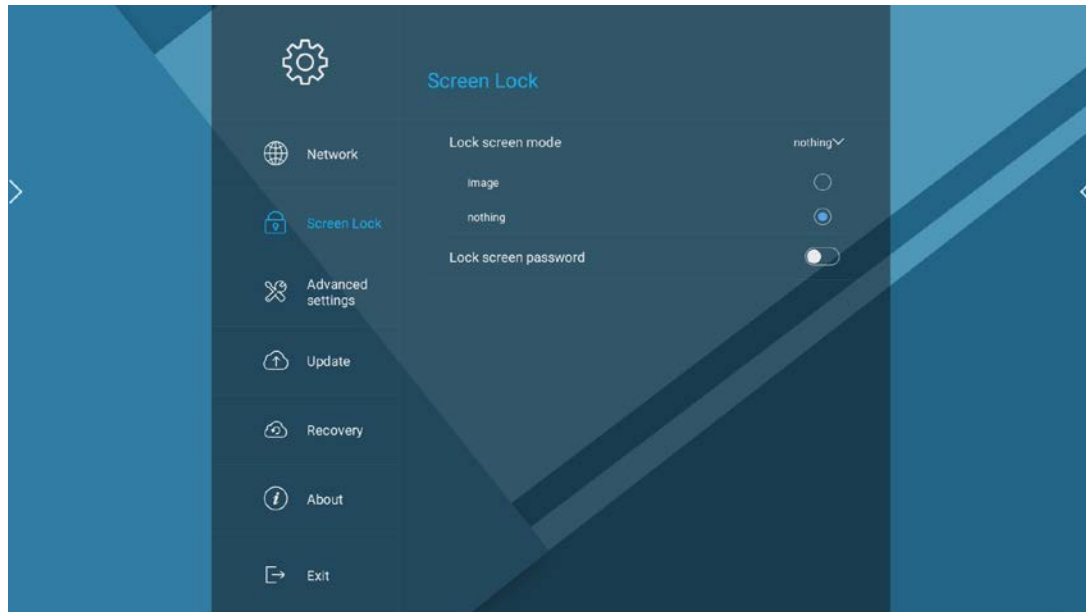 Screen Lock
Network
Screen Lock
Advanced
settings
Update
Recovery
About
Exit
Lock screen mode
nothing
Image
nothing
Lock screen password